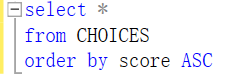 select *
from CHOICES
order by score ASC